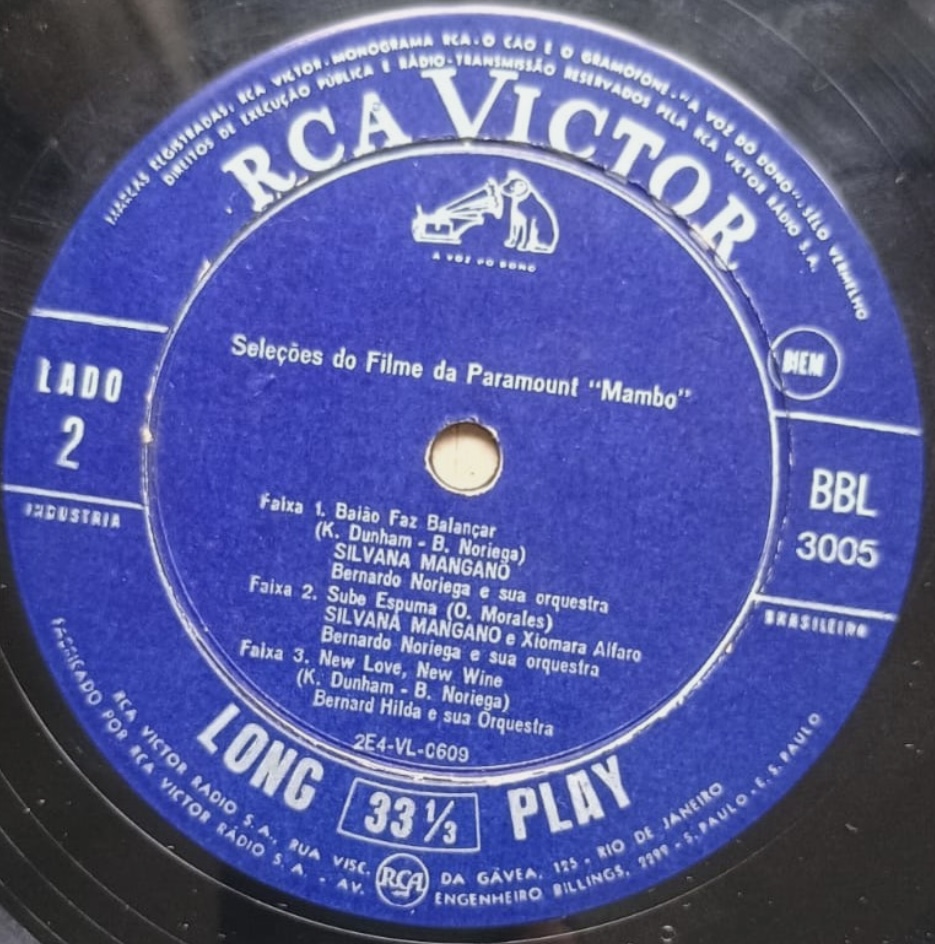 MARCAS REGISTRADAS, RCA VICTOR - MONOGRAMA RCA - O CÃO E O GRAMOFONE - "A VOZ DO DONO", SÊLO VERMELHO
DIREITOS DE EXECUÇÃO PÚBLICA E RÁDIO-TRANSMISSÃO RESERVADOS PELA RCA VICTOR RÁDIO S.A.
RCA VICTOR
A VOZ DO DONO
Seleções do Filme da Paramount "Mambo"
BIEM
LADO
2
BBL
3005
INDUSTRIA
BRASILEIRA
Faixa 1. Baião Faz Balançar
(K. Dunham - B. Noriega)
SILVANA MANGANO
Bernardo Noriega e sua orquestra
Faixa 2. Sube Espuma (O. Morales)
SILVANA MANGANO e Xiomara Alfaro
Bernardo Noriega e sua orquestra
Faixa 3. New Love, New Wine
(K. Dunham - B. Noriega)
Bernard Hilda e sua Orquestra
2E4-VL-C609
LONG 33 1/3 PLAY
RCA VICTOR RADIO S.A., RUA VISC. DA GÁVEA, 125 - RIO DE JANEIRO
FABRICADO POR RCA VICTOR RÁDIO S.A. - AV. ENGENHEIRO BILLINGS, 2299 - S. PAULO - E. S. PAULO
RCA